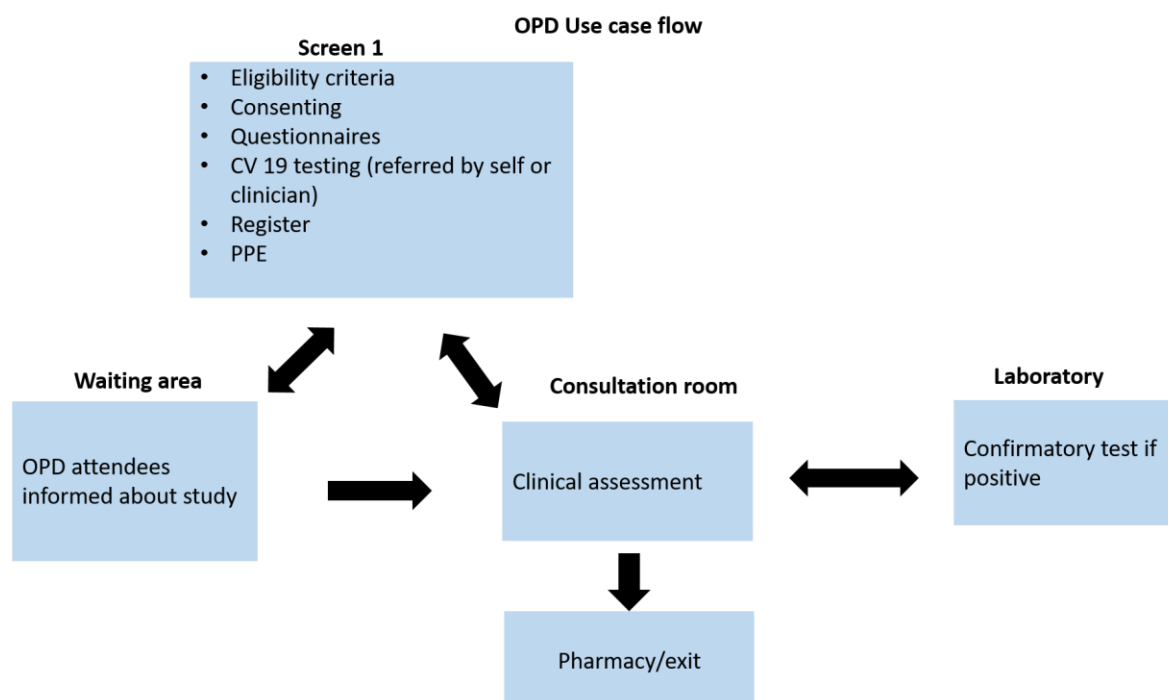 OPD Use case flow
Screen 1
• Eligibility criteria
• Consenting
• Questionnaires
• CV 19 testing (referred by self or
clinician)
• Register
• PPE
Waiting area
OPD attendees
informed about study
Consultation room
Clinical assessment
Laboratory
Confirmatory test if
positive
Pharmacy/exit